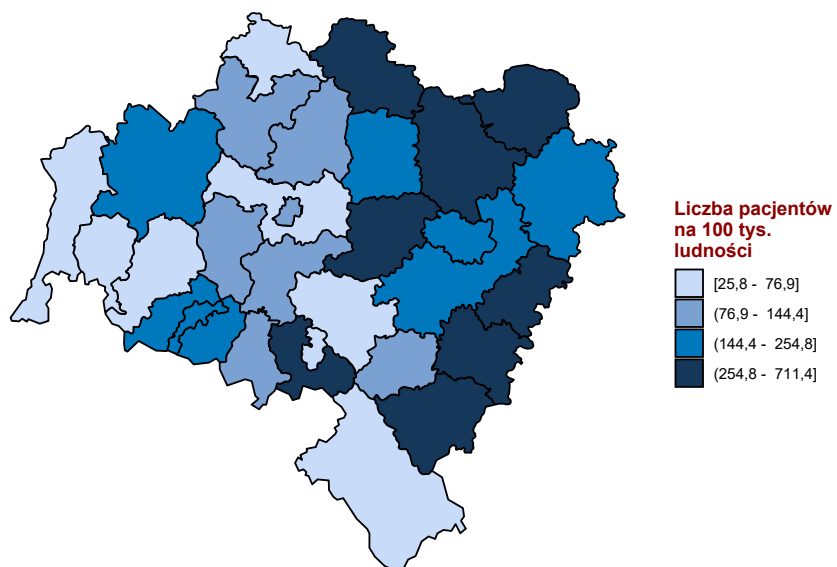 Liczba pacjentów
na 100 tys.
ludności
[25,8 - 76,9]
(76,9 - 144,4]
(144,4 - 254,8]
(254,8 - 711,4]